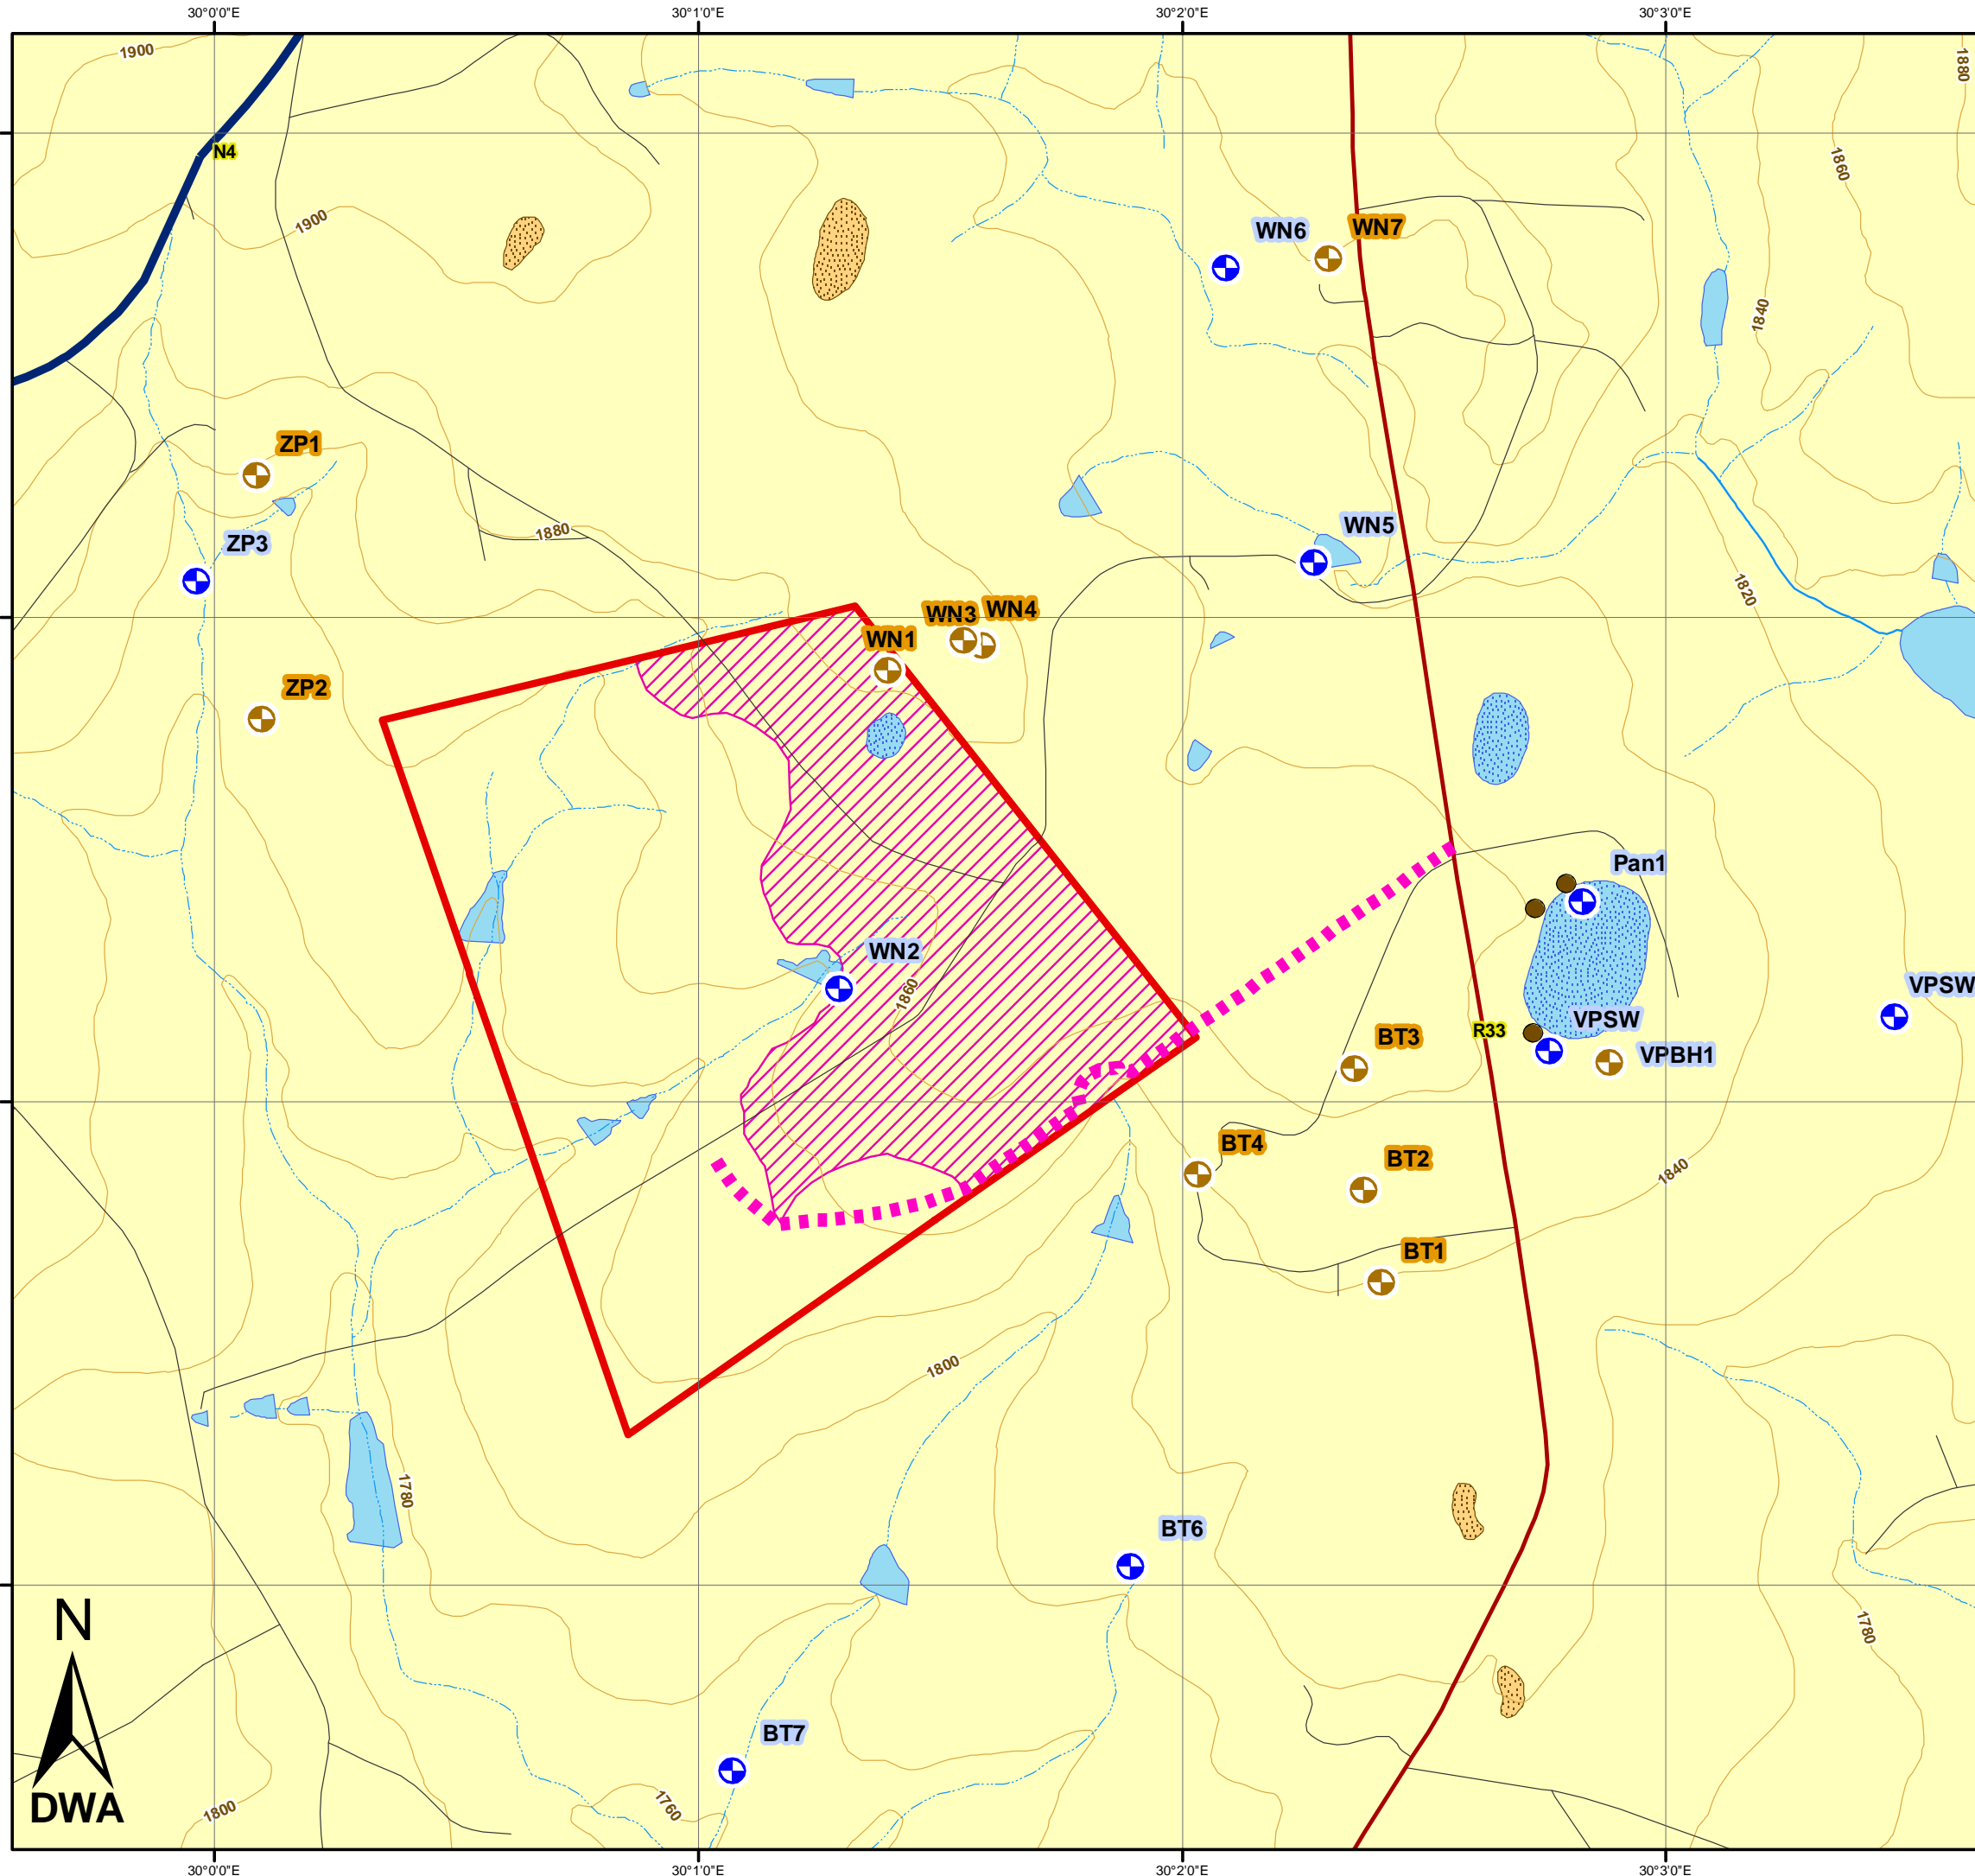 30°0'0"E
30°1'0"E
30°2'0"E
30°3'0"E
1900
1880
N4
1860
1900
WN6
WN7
1840
ZP1
1880
WN5
ZP3
1820
WN3
WN4
WN1
ZP2
Pan1
WN2
1860
VPSW
VPSW
R33
BT3
VPBH1
BT4
BT2
1840
BT1
1800
1780
BT6
N
1780
BT7
DWA
1800
1760
30°0'0"E
30°1'0"E
30°2'0"E
30°3'0"E